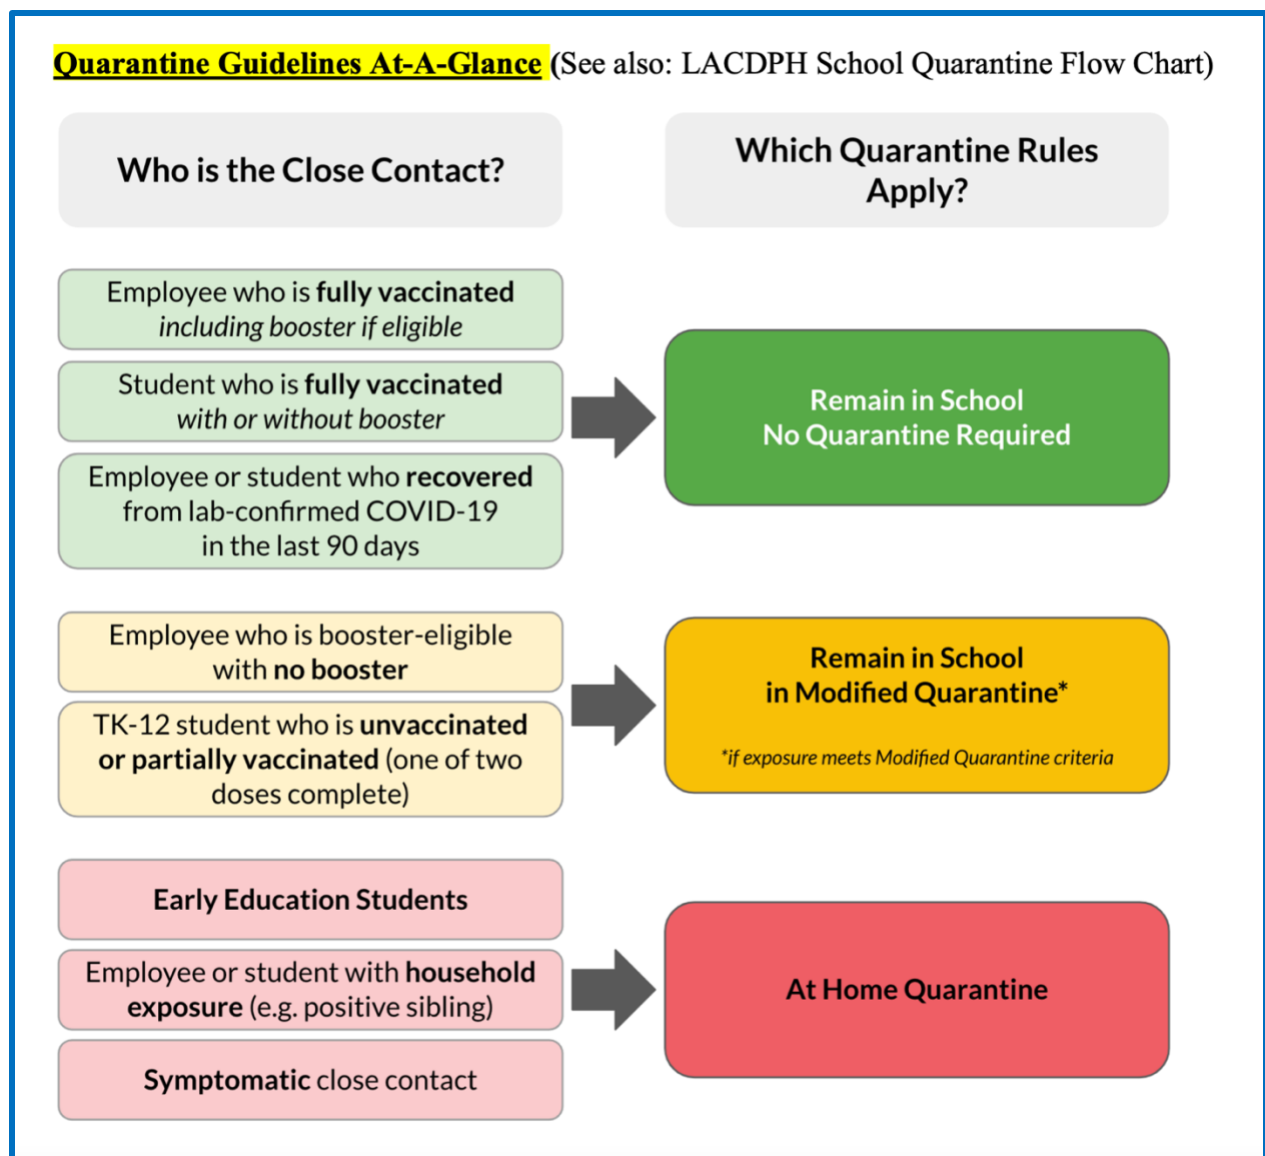 Quarantine Guidelines At-A-Glance (See also: LACDPH School Quarantine Flow Chart)
Who is the Close Contact?
Which Quarantine Rules
Apply?
Employee who is fully vaccinated
including booster if eligible
Student who is fully vaccinated
with or without booster
Employee or student who recovered
from lab-confirmed COVID-19
in the last 90 days
Remain in School
No Quarantine Required
Employee who is booster-eligible
with no booster
TK-12 student who is unvaccinated
or partially vaccinated (one of two
doses complete)
Remain in School
in Modified Quarantine*
*if exposure meets Modified Quarantine criteria
Early Education Students
Employee or student with household
exposure (e.g. positive sibling)
Symptomatic close contact
At Home Quarantine